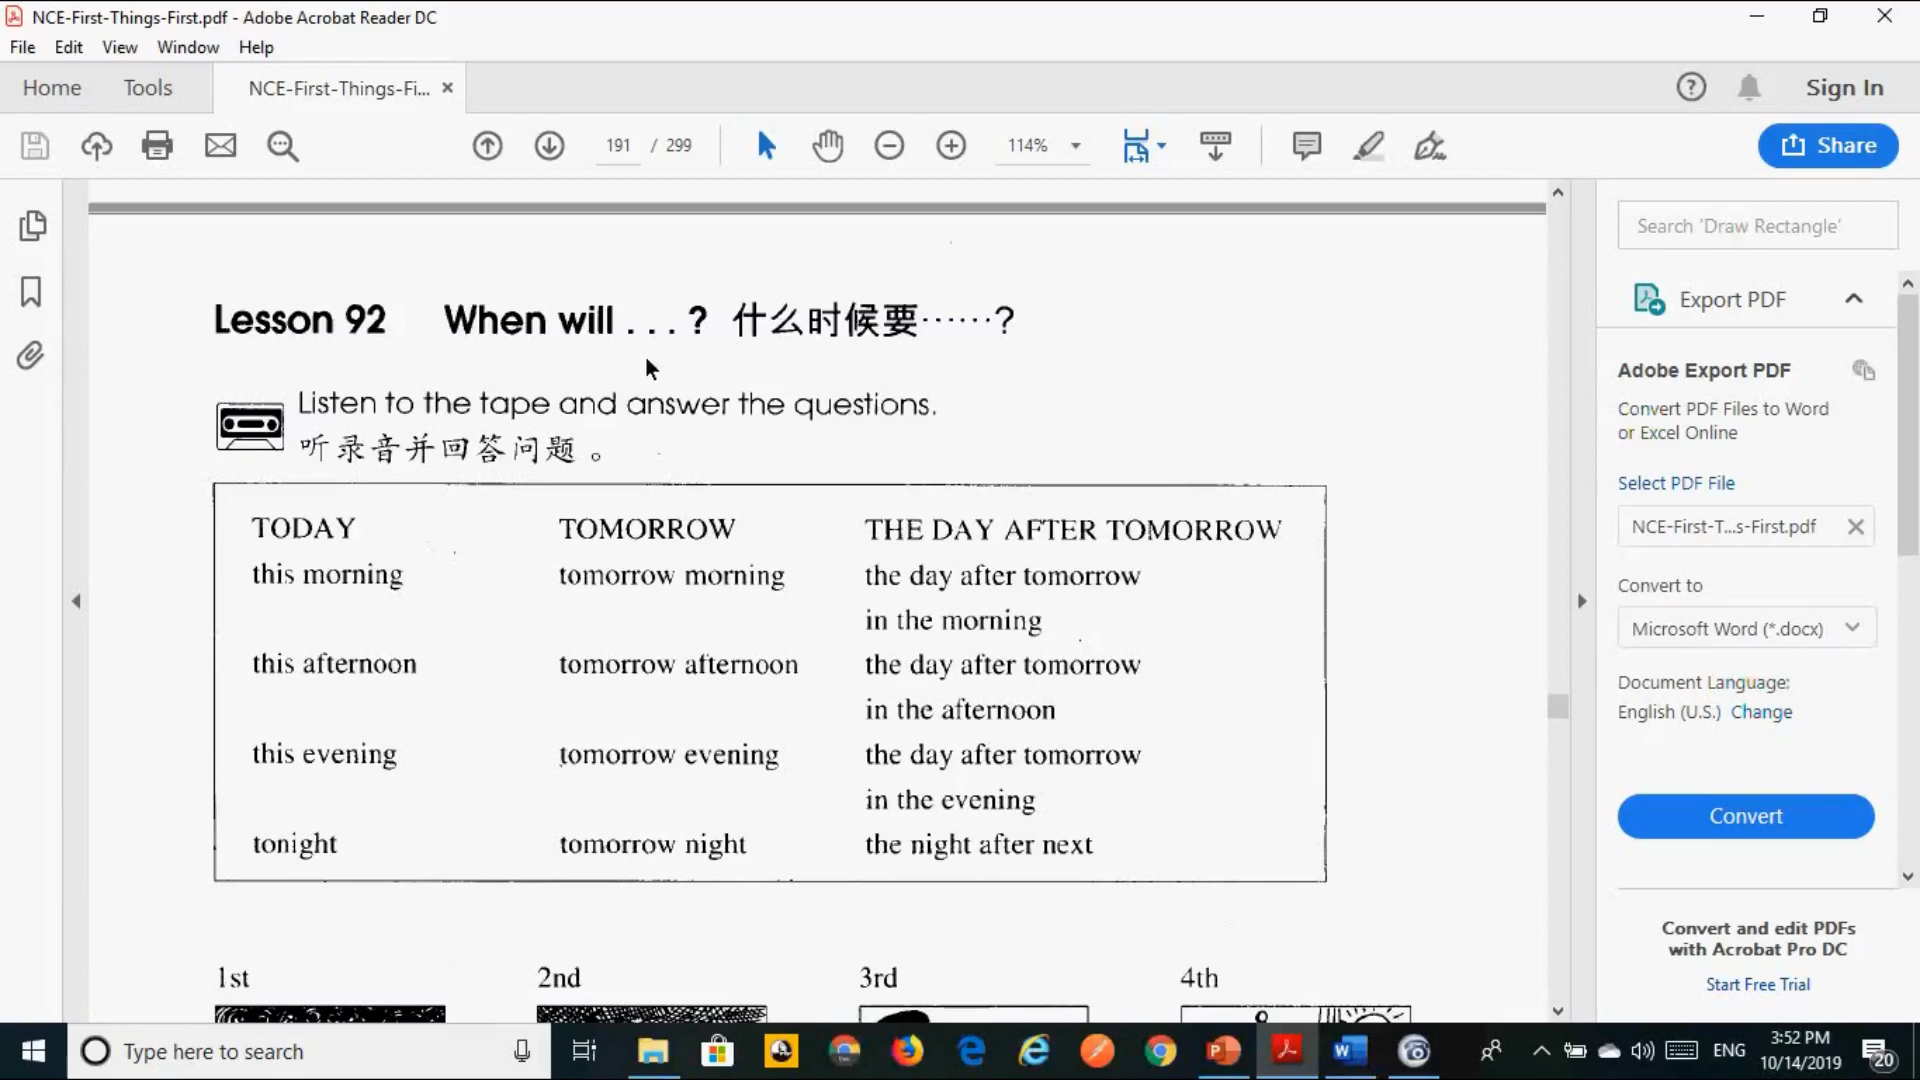 NCE-First-Things-First.pdf - Adobe Acrobat Reader DC
File Edit View Window Help
Home Tools NCE-First-Things-Fi... ×
Sign In
191 / 299 114% Share
Lesson 92 When will . . . ? 什么时候要······?
Listen to the tape and answer the questions.
听录音并回答问题。
TODAY TOMORROW THE DAY AFTER TOMORROW
this morning tomorrow morning the day after tomorrow
in the morning
this afternoon tomorrow afternoon the day after tomorrow
in the afternoon
this evening tomorrow evening the day after tomorrow
in the evening
tonight tomorrow night the night after next
1st 2nd 3rd 4th
Search 'Draw Rectangle'
Export PDF
Adobe Export PDF
Convert PDF Files to Word
or Excel Online
Select PDF File
NCE-First-T...s-First.pdf
Convert to
Microsoft Word (*.docx)
Document Language:
English (U.S.) Change
Convert
Convert and edit PDFs
with Acrobat Pro DC
Start Free Trial
Type here to search
ENG
3:52 PM
10/14/2019
20